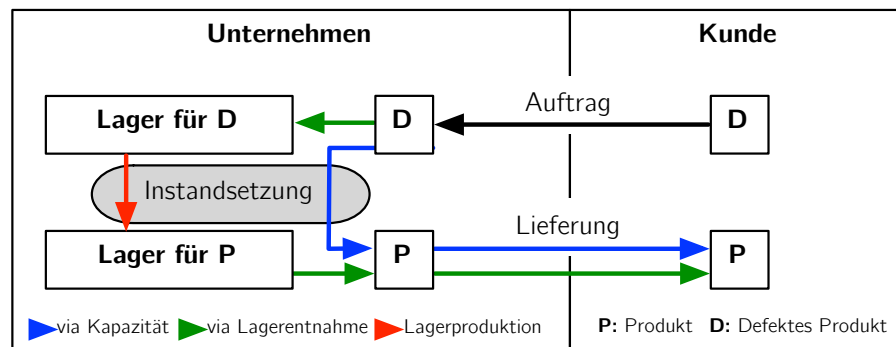 Unternehmen
Kunde
Lager für D
D
Auftrag
D
Instandsetzung
Lieferung
Lager für P
P
P
via Kapazität via Lagerentnahme Lagerproduktion
P: Produkt D: Defektes Produkt